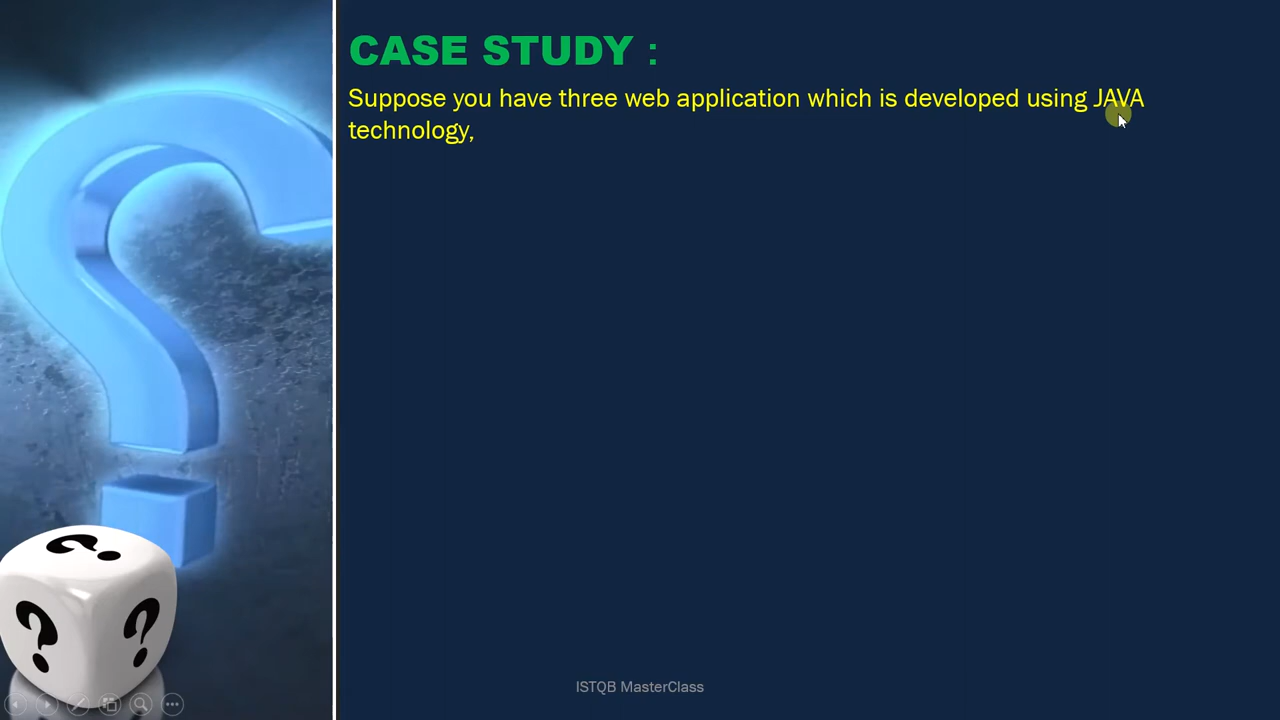 CASE STUDY :
Suppose you have three web application which is developed using JAVA
technology,
ISTQB MasterClass